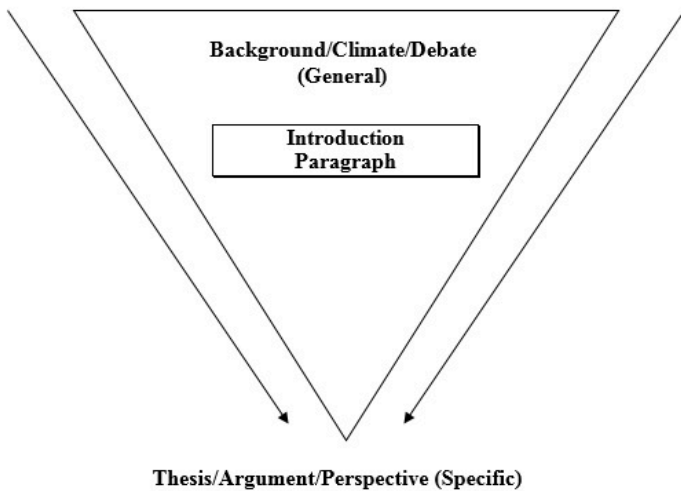 Background/Climate/Debate
(General)
Introduction
Paragraph
Thesis/Argument/Perspective (Specific)